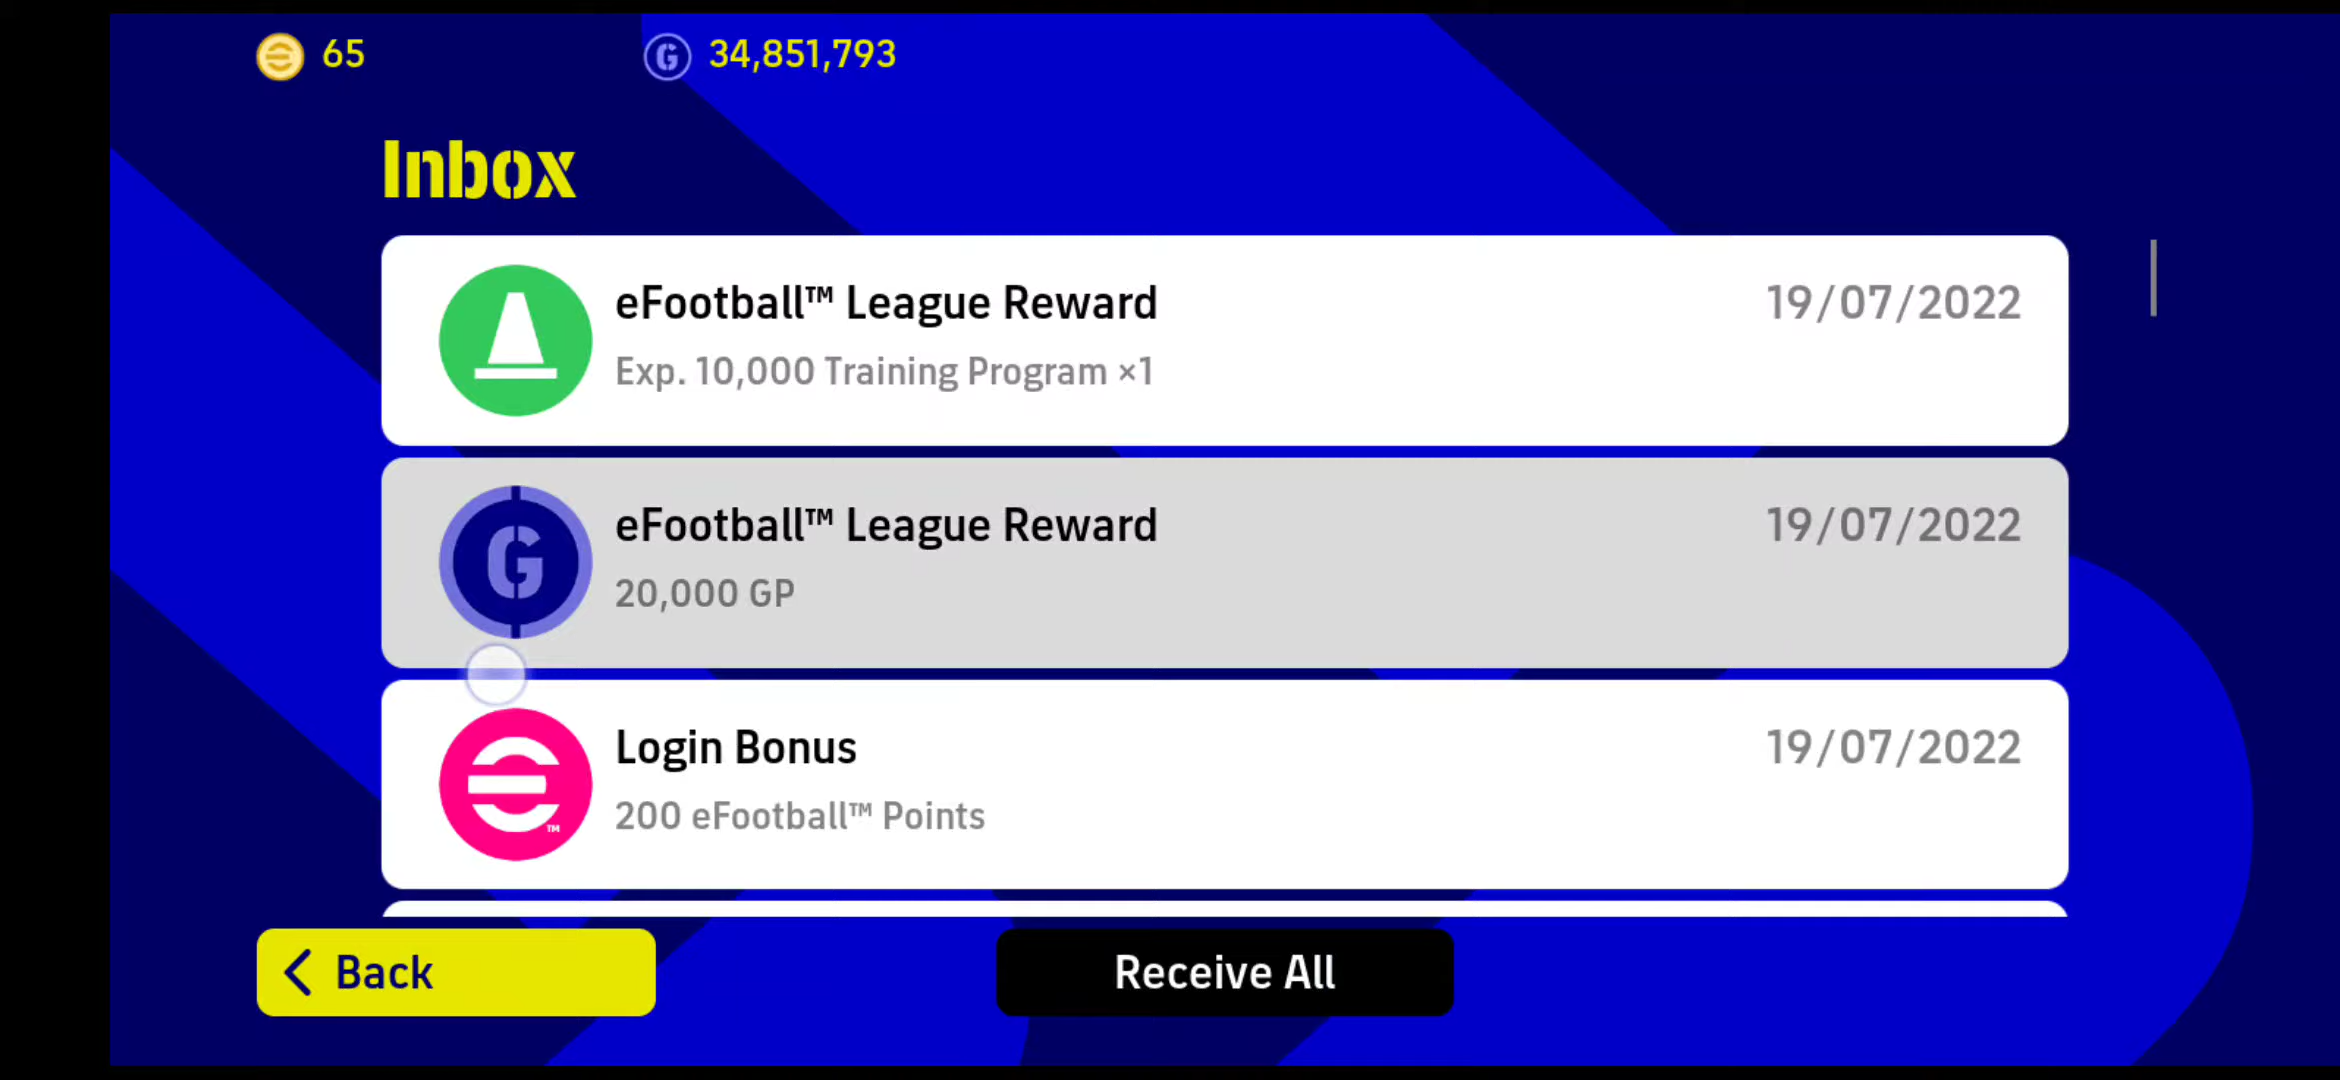 65
34,851,793
Inbox
eFootball™ League Reward
19/07/2022
Exp. 10,000 Training Program ×1
eFootball™ League Reward
19/07/2022
20,000 GP
Login Bonus
19/07/2022
200 eFootball™ Points
Back
Receive All